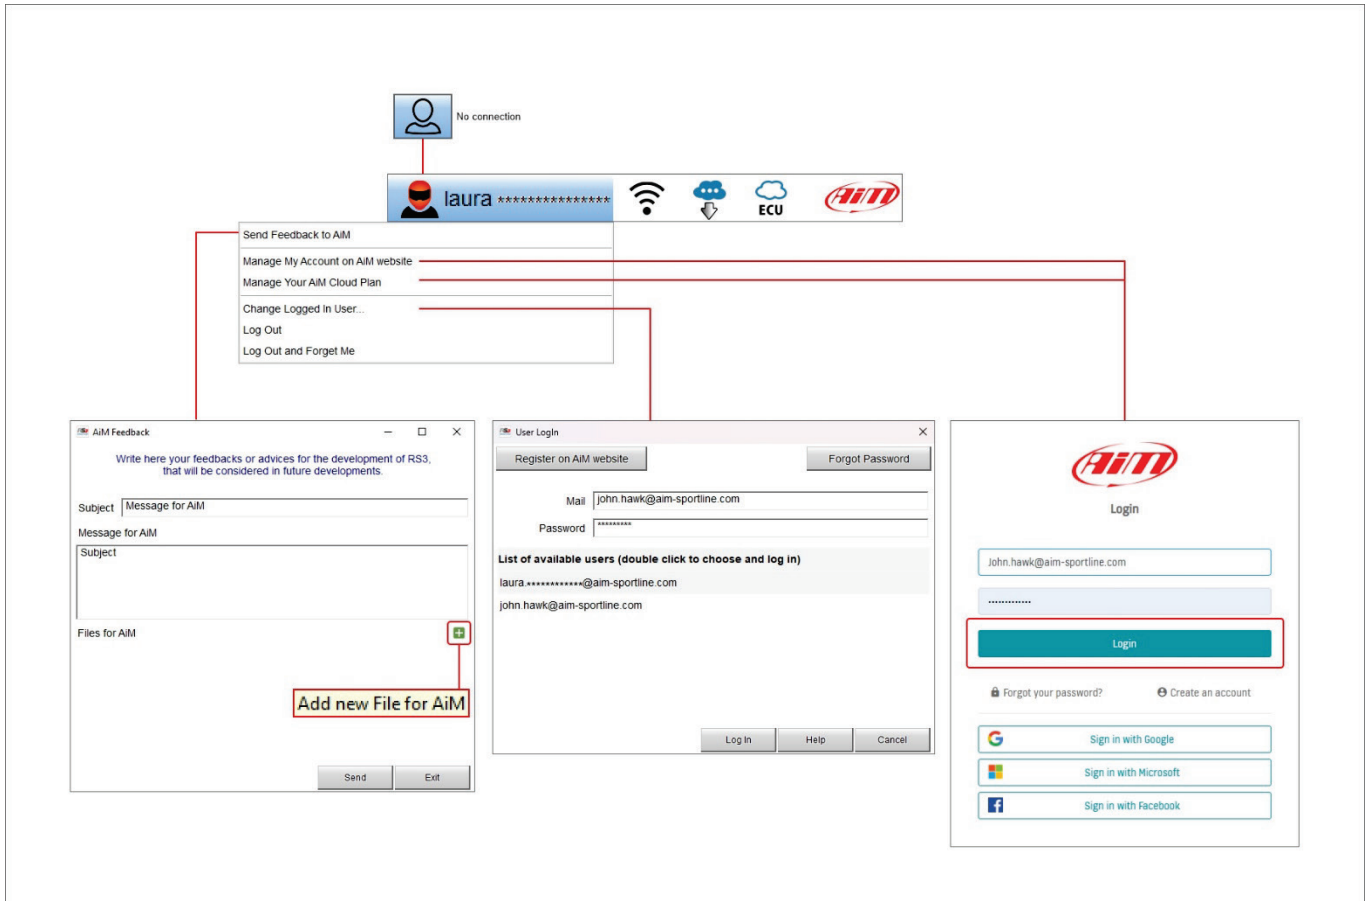 No connection
laura ***************
ECU
AiM
Send Feedback to AiM
Manage My Account on AiM website
Manage Your AiM Cloud Plan
Change Logged In User...
Log Out
Log Out and Forget Me
AiM Feedback
Write here your feedbacks or advices for the development of RS3,
that will be considered in future developments.
Subject Message for AiM
Message for AiM
Subject
Files for AiM
Add new File for AiM
Send Exit
User LogIn
Register on AiM website Forgot Password
Mail john.hawk@aim-sportline.com
Password *********
List of available users (double click to choose and log in)
laura.************@aim-sportline.com
john.hawk@aim-sportline.com
Log In Help Cancel
AiM
Login
John.hawk@aim-sportline.com
.............
Login
Forgot your password? Create an account
Sign in with Google
Sign in with Microsoft
Sign in with Facebook